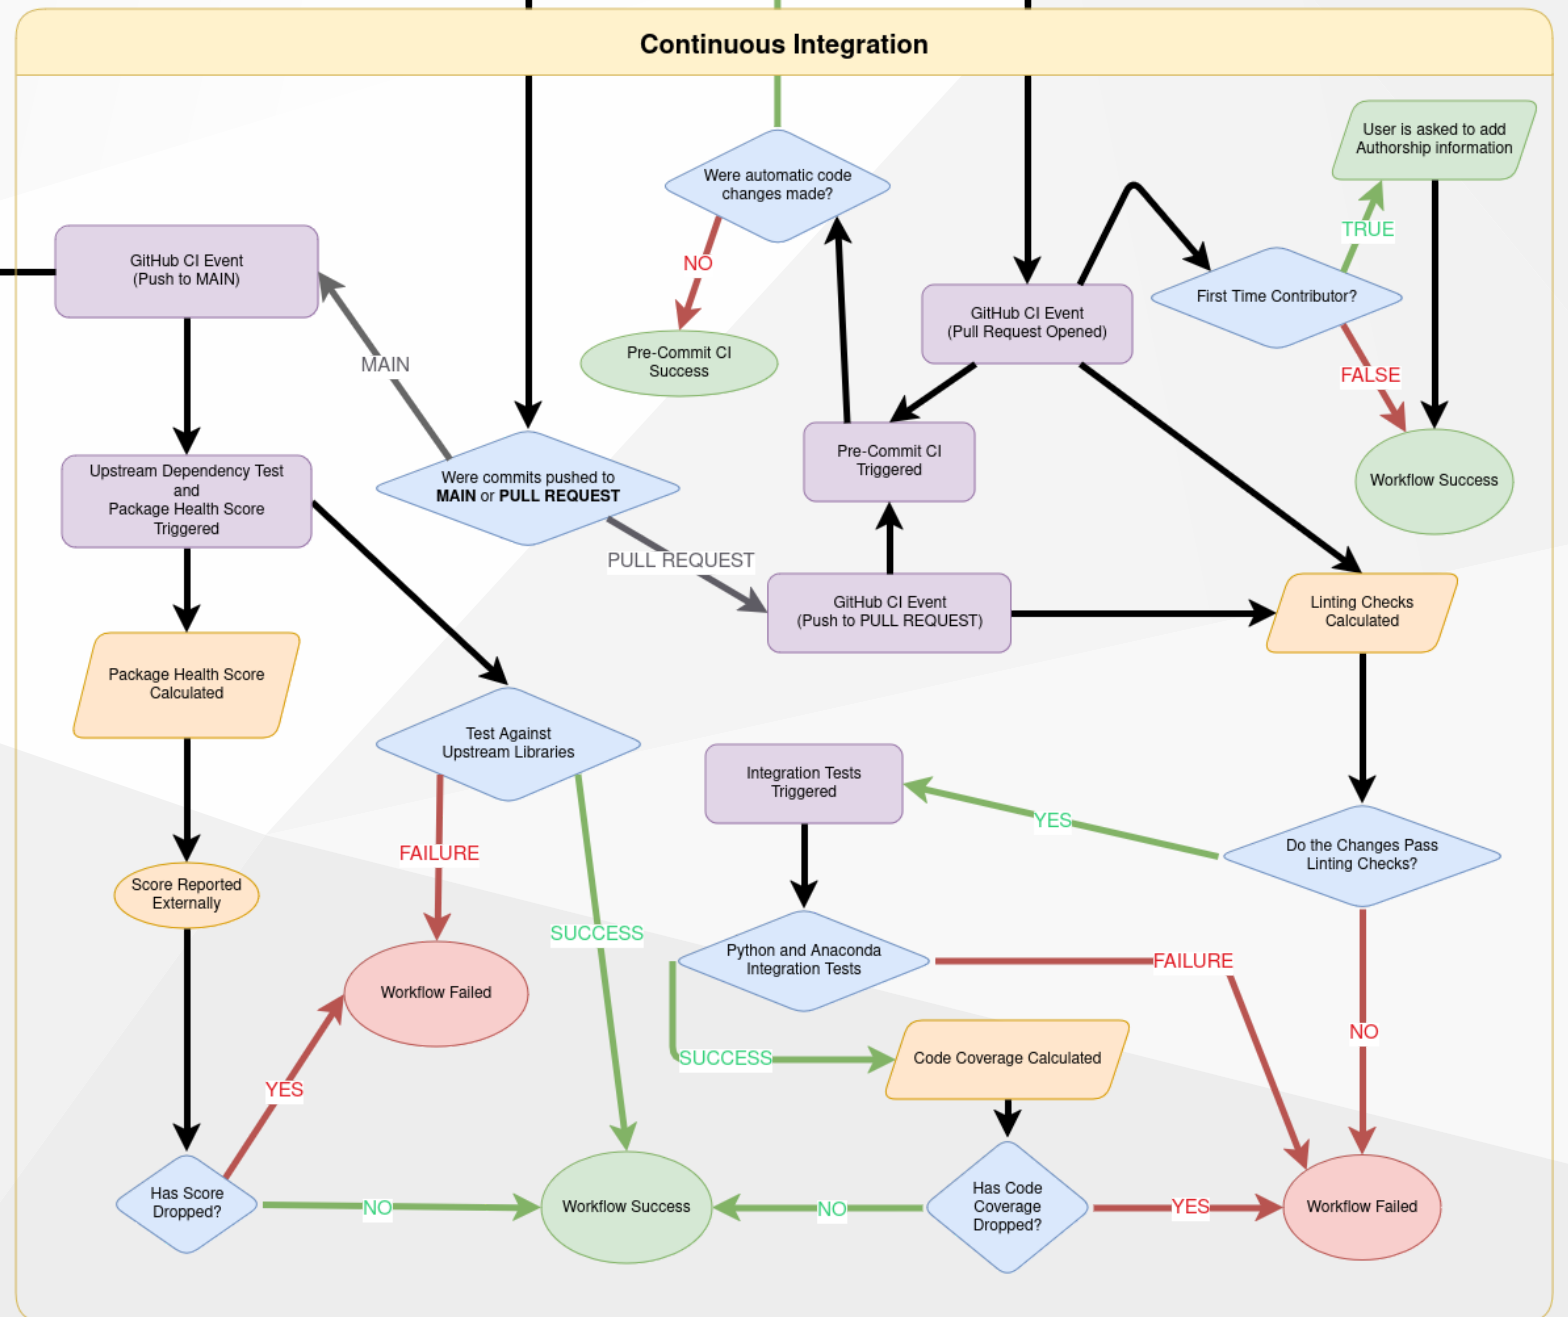 Continuous Integration
User is asked to add
Authorship information
Were automatic code
changes made?
TRUE
NO
GitHub CI Event
(Push to MAIN)
First Time Contributor?
GitHub CI Event
(Pull Request Opened)
MAIN
Pre-Commit CI
Success
FALSE
Pre-Commit CI
Triggered
Workflow Success
Upstream Dependency Test
and
Package Health Score
Triggered
Were commits pushed to
MAIN or PULL REQUEST
PULL REQUEST
GitHub CI Event
(Push to PULL REQUEST)
Linting Checks
Calculated
Package Health Score
Calculated
Test Against
Upstream Libraries
Integration Tests
Triggered
YES
Do the Changes Pass
Linting Checks?
FAILURE
Score Reported
Externally
SUCCESS
Python and Anaconda
Integration Tests
FAILURE
Workflow Failed
NO
SUCCESS
Code Coverage Calculated
YES
Has Score
Dropped?
NO
Workflow Success
NO
Has Code
Coverage
Dropped?
YES
Workflow Failed